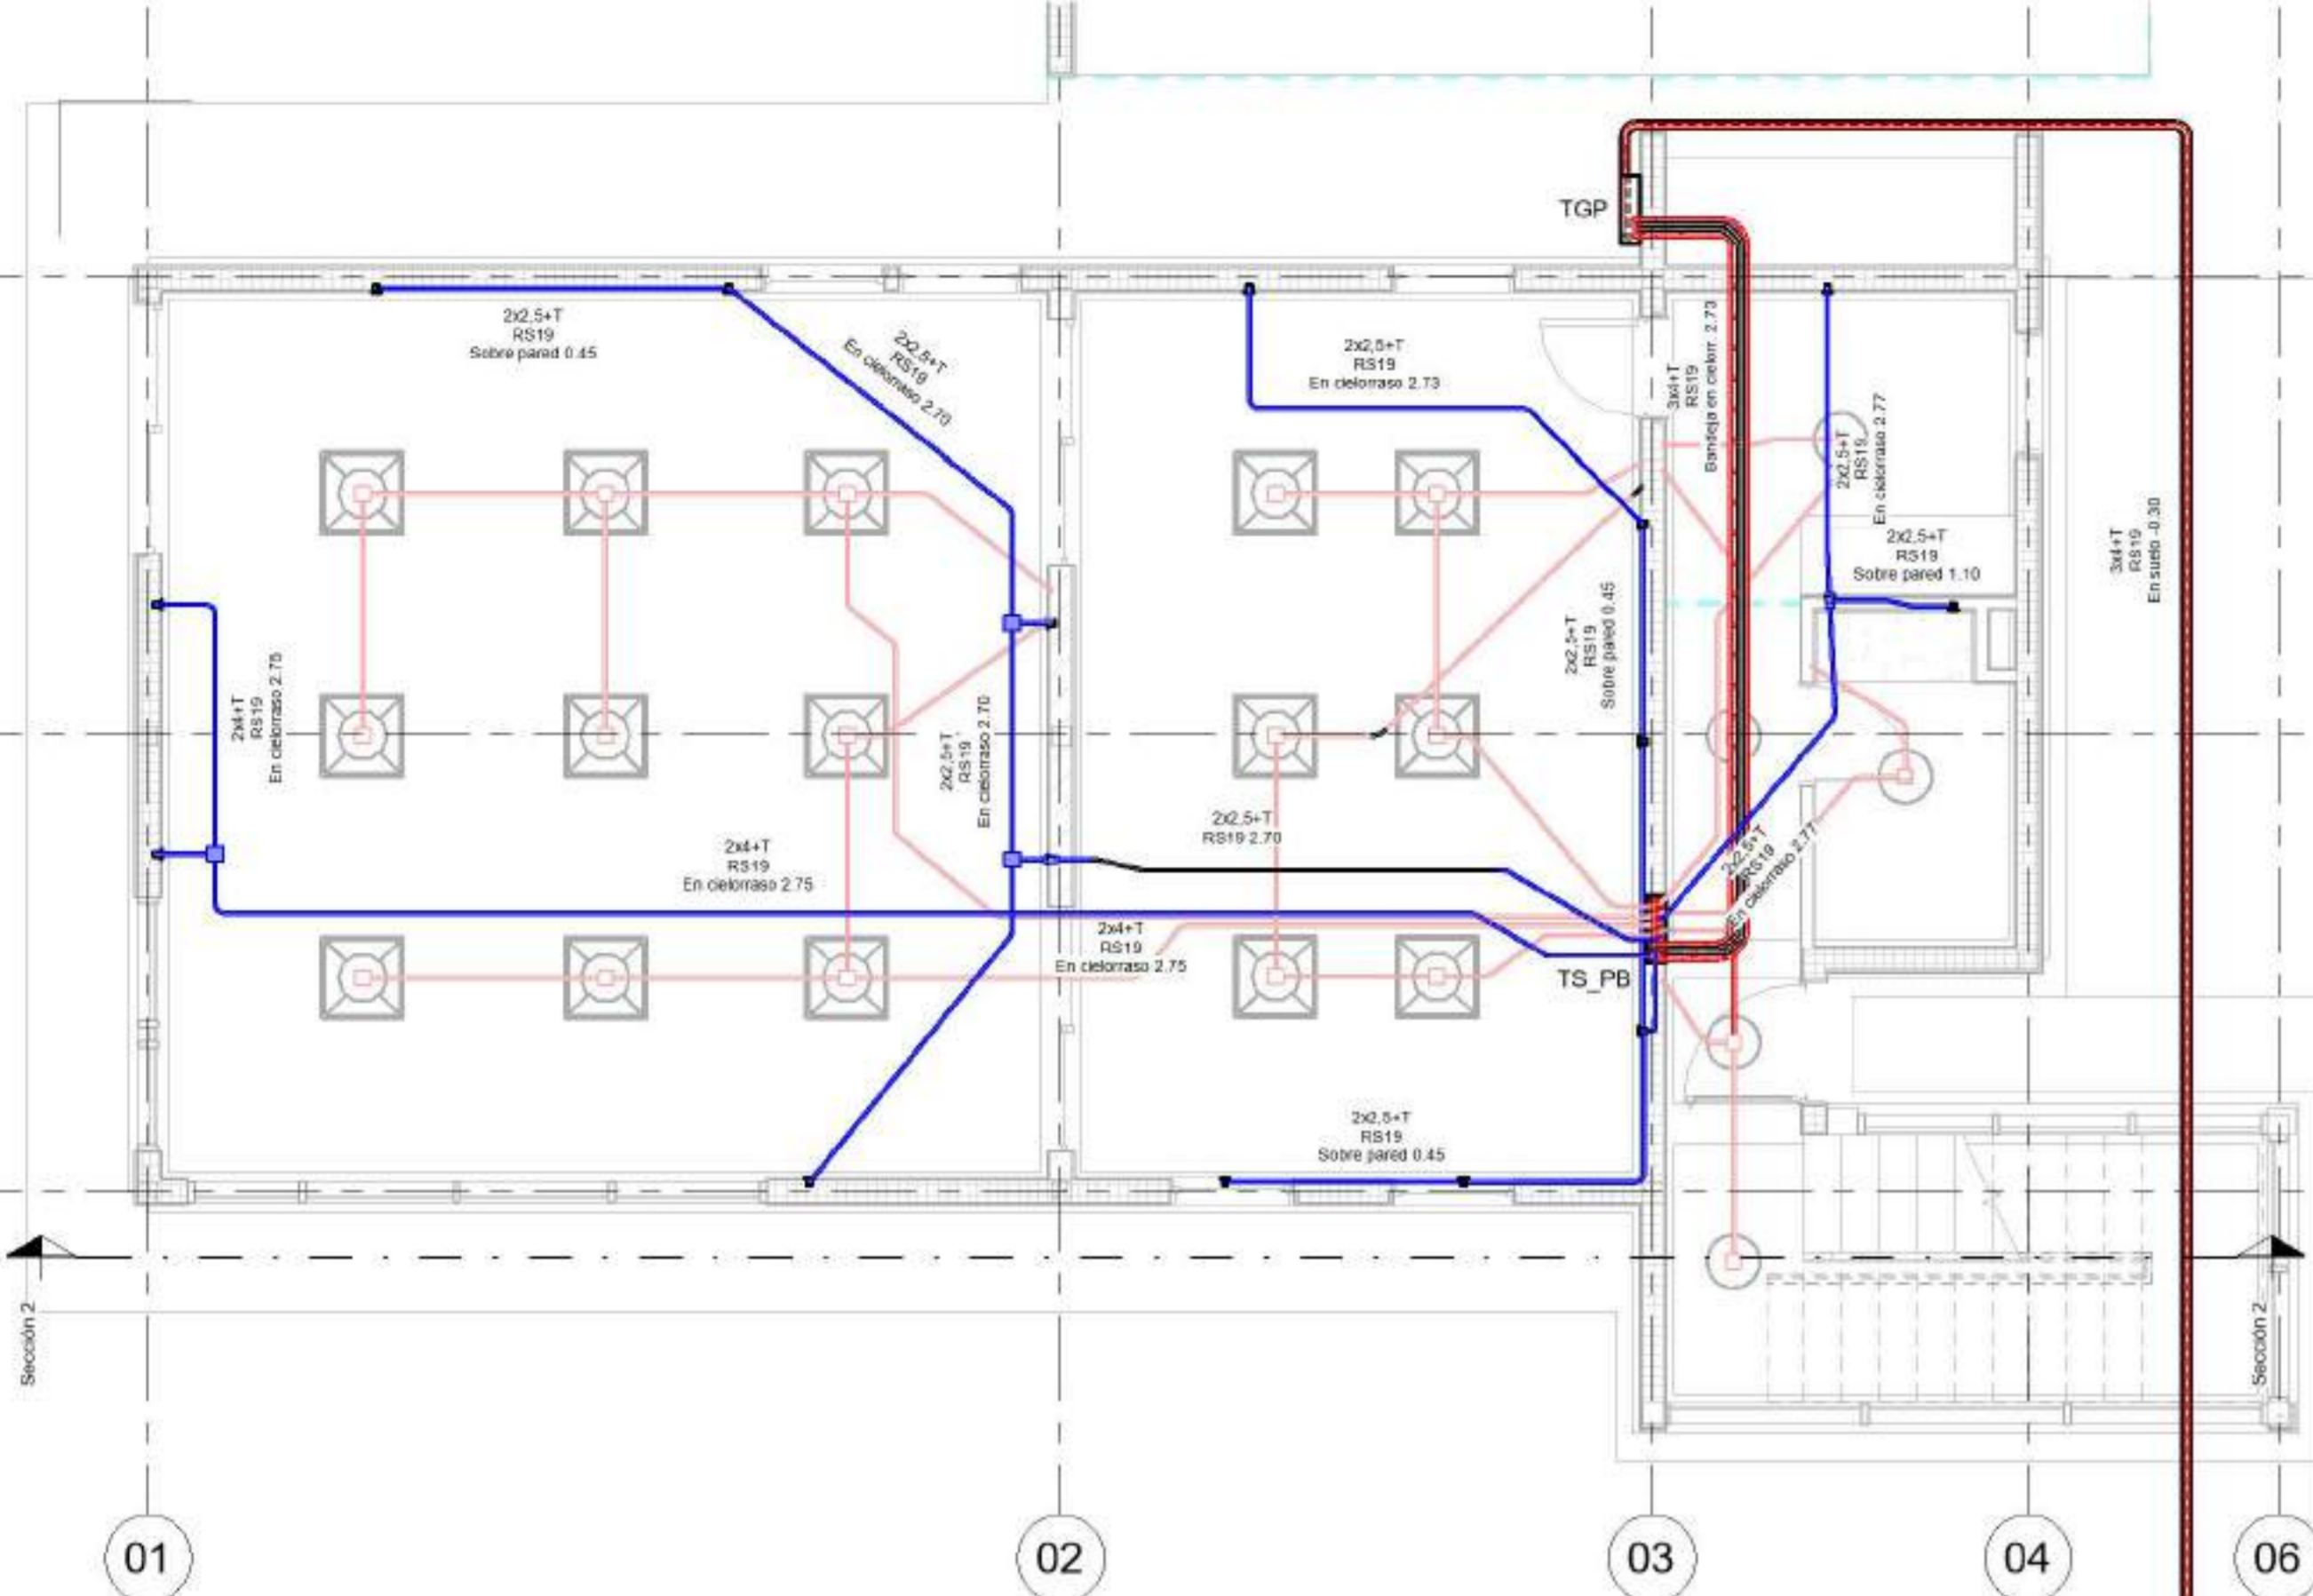 TGP
2x2,5+T
RS19
Sobre pared 0.45
2x2,5+T
RS19
En cielorraso 2.70
2x2,5+T
RS19
En cielorraso 2.73
3x4+T
RS19
Bandeja en cielorr. 2.73
2x2,5+T
RS19
En cielorraso 2.77
2x2,5+T
RS19
Sobre pared 1.10
3x4+T
RS19
En suelo -0.30
2x4+T
RS19
En cielorraso 2.75
2x2,5+T
RS19
En cielorraso 2.70
2x2,5+T
RS19
Sobre pared 0.45
2x2,5+T
RS19 2.70
2x4+T
RS19
En cielorraso 2.75
2x2,5+T
RS19
En cielorraso 2.77
2x4+T
RS19
En cielorraso 2.75
TS_PB
2x2,5+T
RS19
Sobre pared 0.45
Sección 2
Sección 2
01
02
03
04
06